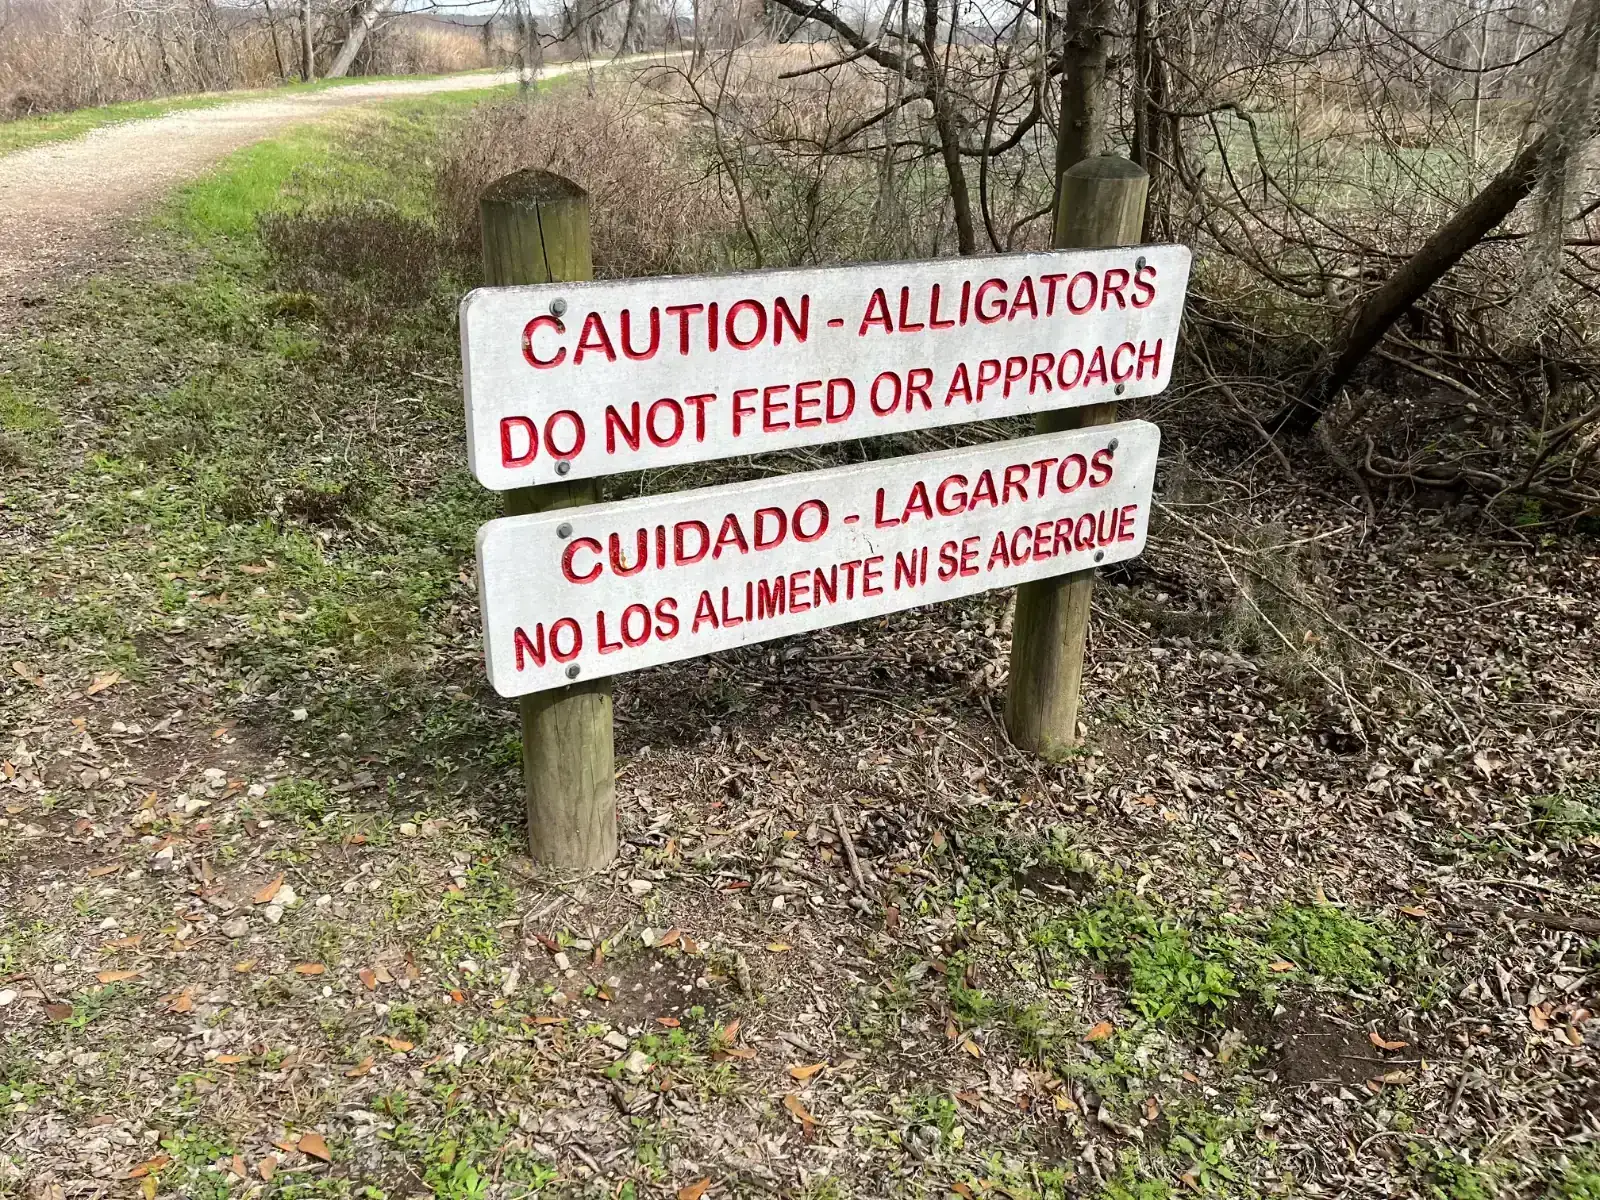 CAUTION - ALLIGATORS
DO NOT FEED OR APPROACH
CUIDADO - LAGARTOS
NO LOS ALIMENTE NI SE ACERQUE